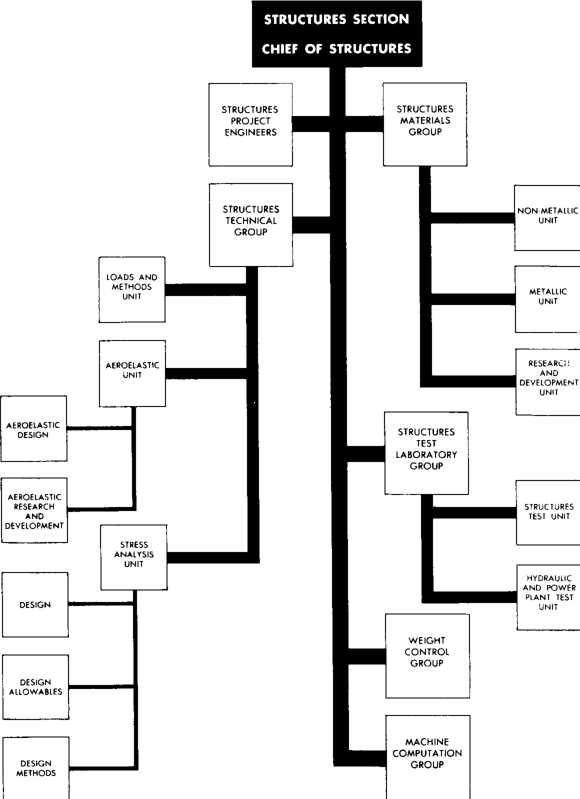 STRUCTURES SECTION
CHIEF OF STRUCTURES
STRUCTURES
PROJECT
ENGINEERS
STRUCTURES
MATERIALS
GROUP
STRUCTURES
TECHNICAL
GROUP
NON-METALLIC
UNIT
LOADS AND
METHODS
UNIT
METALLIC
UNIT
AEROELASTIC
UNIT
RESEARCH
AND
DEVELOPMENT
UNIT
AEROELASTIC
DESIGN
STRUCTURES
TEST
LABORATORY
GROUP
AEROELASTIC
RESEARCH
AND
DEVELOPMENT
STRUCTURES
TEST UNIT
STRESS
ANALYSIS
UNIT
HYDRAULIC
AND POWER
PLANT TEST
UNIT
DESIGN
WEIGHT
CONTROL
GROUP
DESIGN
ALLOWABLES
MACHINE
COMPUTATION
GROUP
DESIGN
METHODS